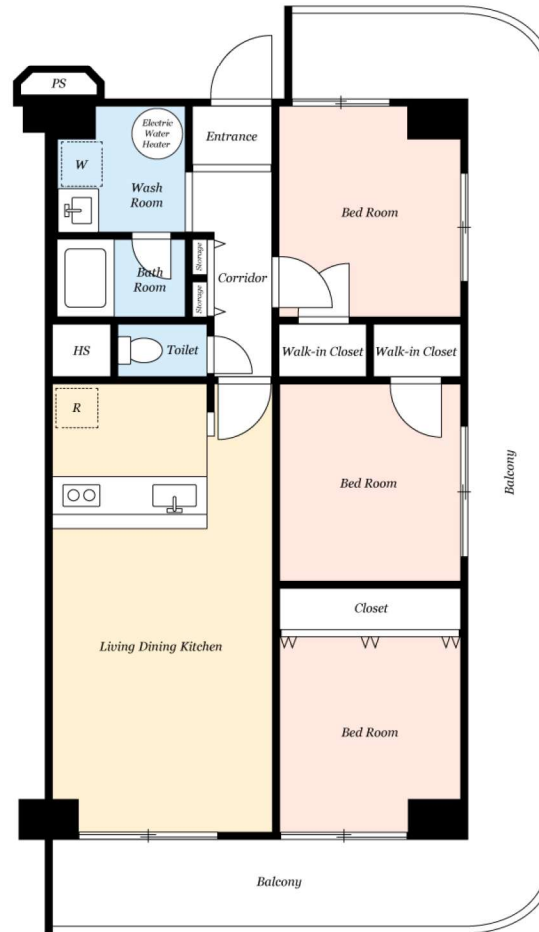 PS
Electric
Water
Heater
Entrance
W
Wash
Room
Bed Room
Storage
Bath
Room
Corridor
Storage
HS
Toilet
Walk-in Closet
Walk-in Closet
R
Bed Room
Balcony
Closet
Living Dining Kitchen
Bed Room
Balcony